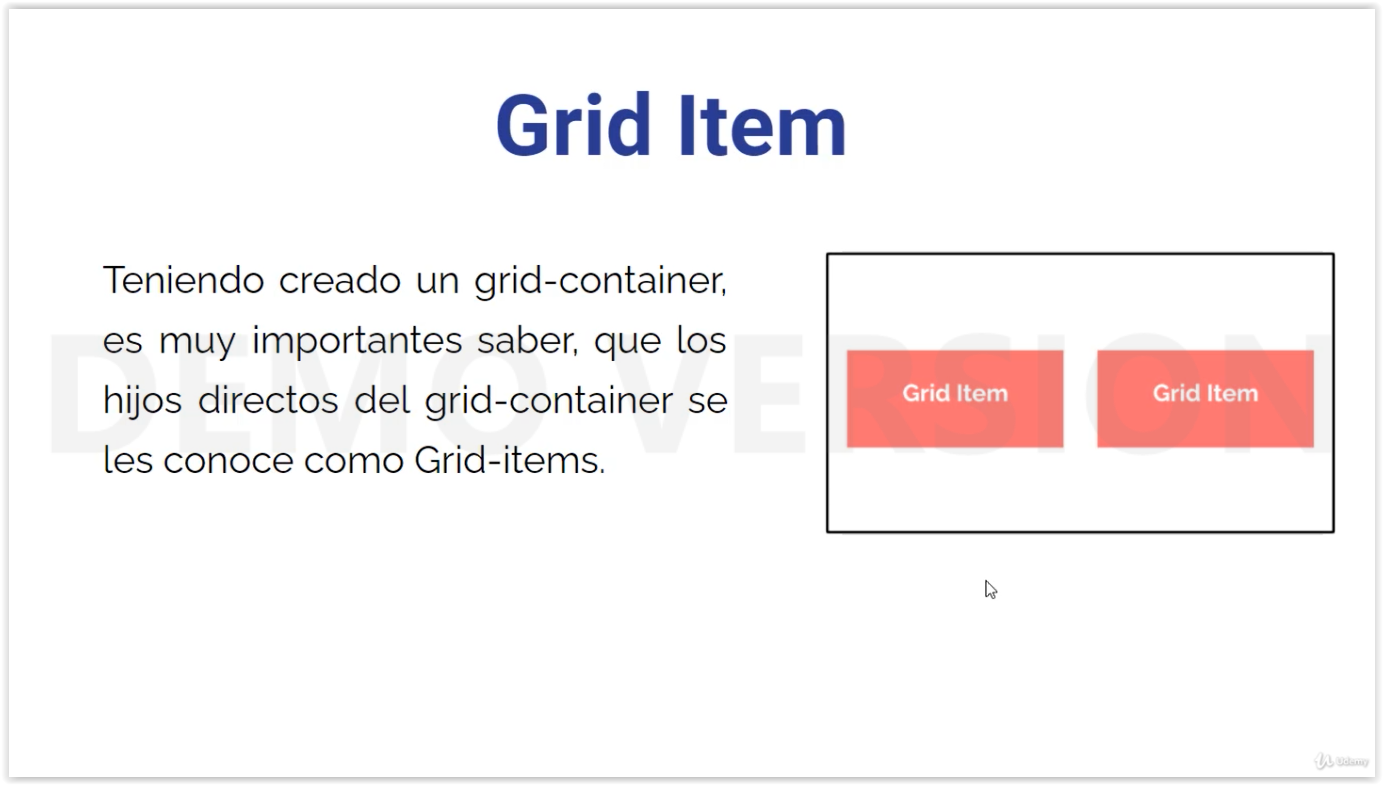 Grid Item
Teniendo creado un grid-container,
es muy importantes saber, que los
hijos directos del grid-container se
les conoce como Grid-items.
Grid Item Grid Item
DEMO VERSION
Udemy